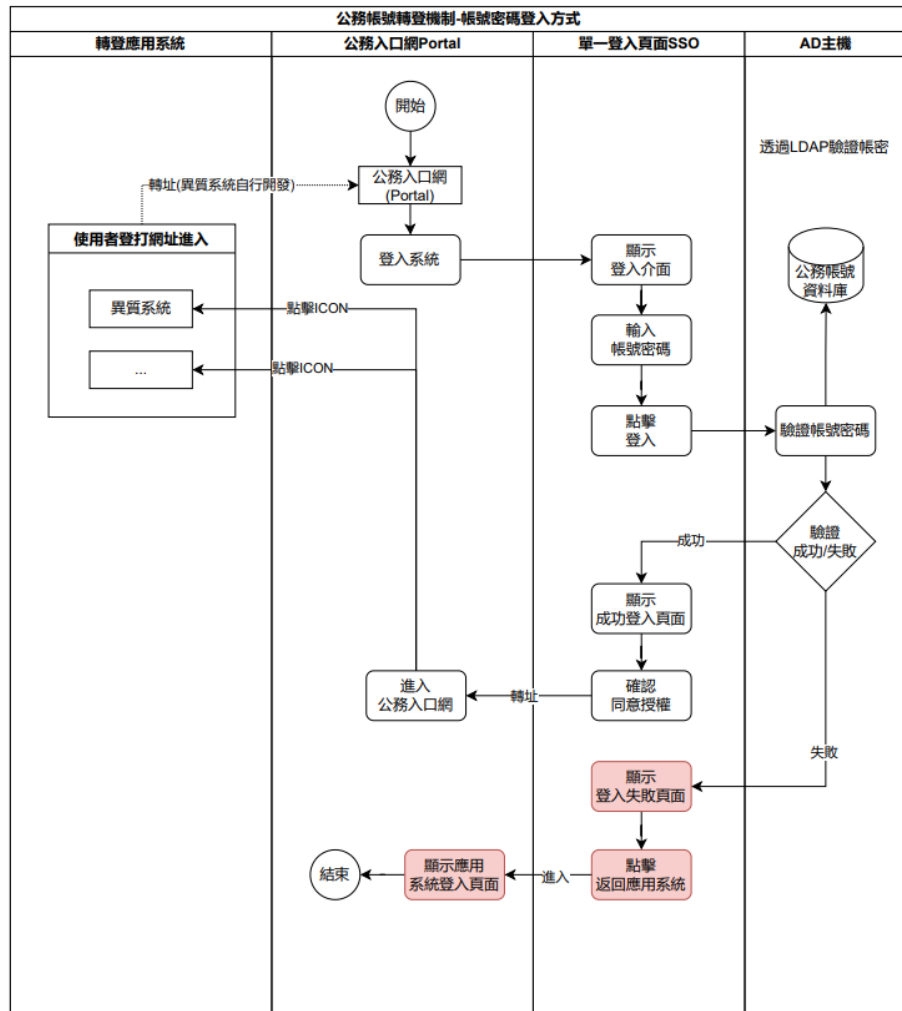 公務帳號轉登機制-帳號密碼登入方式
轉登應用系統
公務入口網Portal
單一登入頁面SSO
AD主機
開始
透過LDAP驗證帳密
轉址(異質系統自行開發)
公務入口網
(Portal)
使用者登打網址進入
登入系統
顯示
登入介面
公務帳號
資料庫
異質系統
點擊ICON
輸入
帳號密碼
...
點擊ICON
點擊
登入
驗證帳號密碼
驗證
成功/失敗
成功
顯示
成功登入頁面
進入
公務入口網
轉址
確認
同意授權
失敗
顯示
登入失敗頁面
結束
顯示應用
系統登入頁面
進入
點擊
返回應用系統